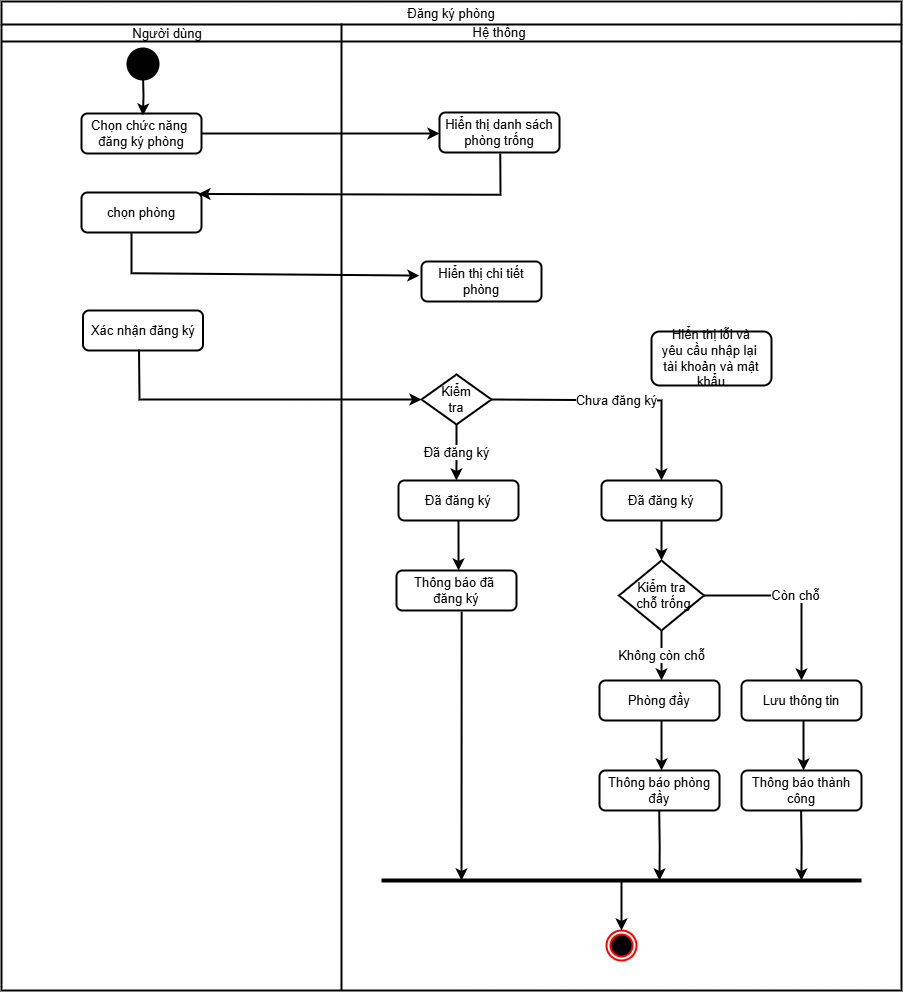 Đăng ký phòng
Người dùng
Hệ thông
Chọn chức năng
đăng ký phòng
Hiển thị danh sách
phòng trống
chọn phòng
Hiển thị chi tiết
phòng
Xác nhận đăng ký
Hiển thị lỗi và
yêu cầu nhập lại
tài khoản và mật
khẩu
Kiểm
tra
Chưa đăng ký
Đã đăng ký
Đã đăng ký
Đã đăng ký
Thông báo đã
đăng ký
Kiểm tra
chỗ trống
Còn chỗ
Không còn chỗ
Phòng đầy
Lưu thông tin
Thông báo phòng
đầy
Thông báo thành
công